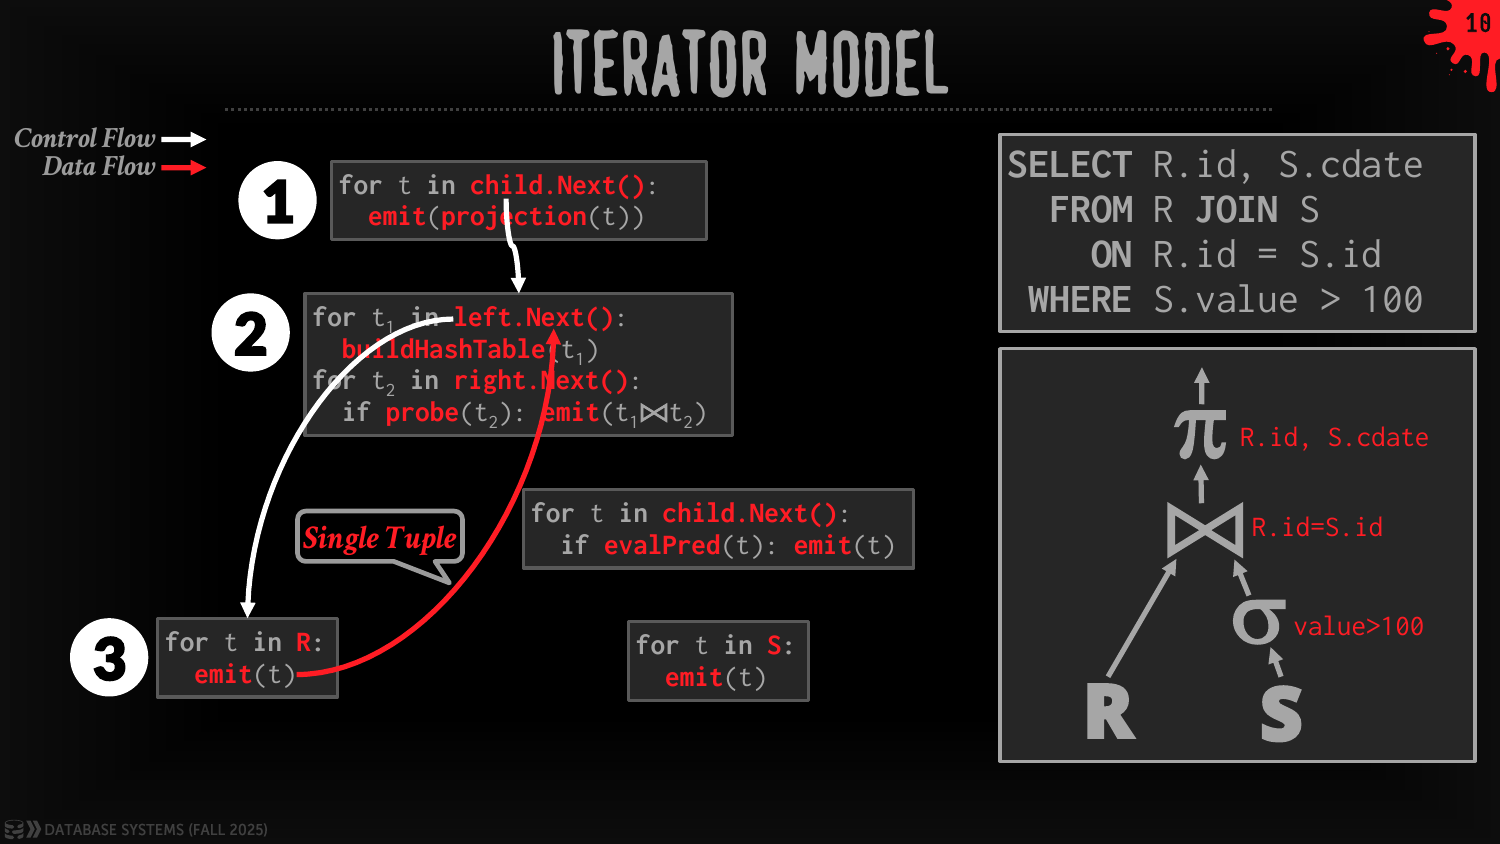 10
ITERATOR MODEL
Control Flow
Data Flow
1
for t in child.Next():
emit(projection(t))
2
for t₁ in left.Next():
buildHashTable(t₁)
for t₂ in right.Next():
if probe(t₂): emit(t₁⋈t₂)
Single Tuple
for t in child.Next():
if evalPred(t): emit(t)
3
for t in R:
emit(t)
for t in S:
emit(t)
SELECT R.id, S.cdate
FROM R JOIN S
ON R.id = S.id
WHERE S.value > 100
π R.id, S.cdate
⋈ R.id=S.id
σ value>100
R S
DATABASE SYSTEMS (FALL 2025)